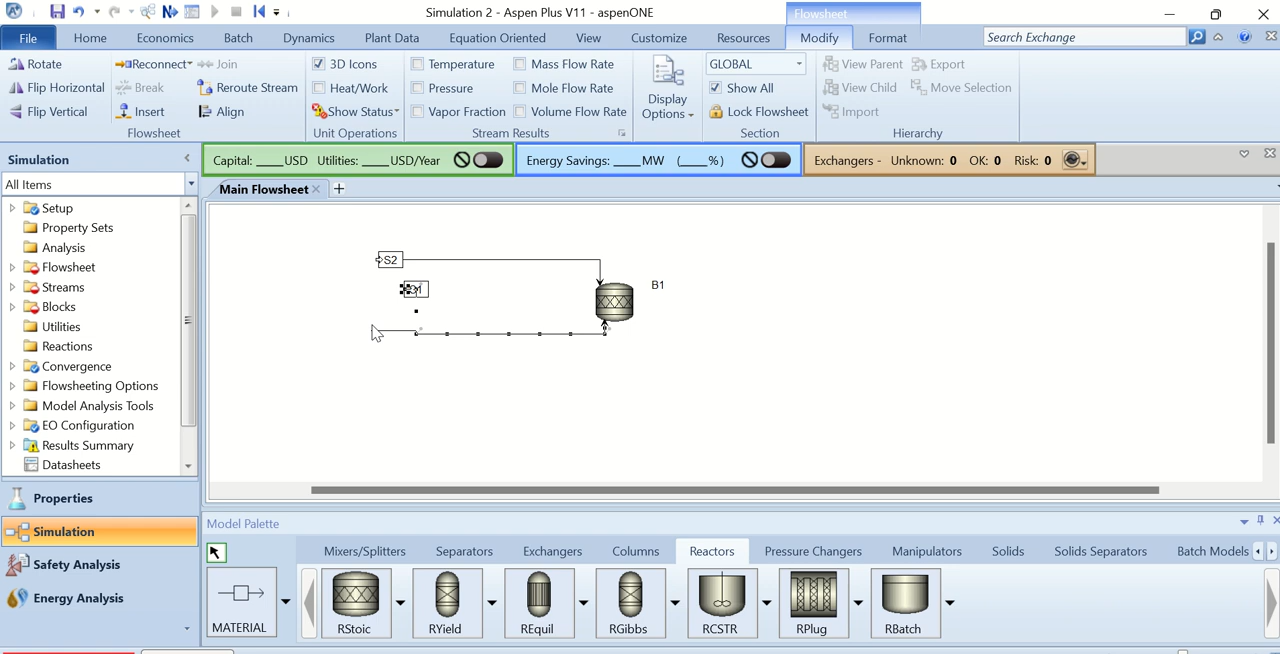 Simulation 2 - Aspen Plus V11 - aspenONE
Flowsheet
File Home Economics Batch Dynamics Plant Data Equation Oriented View Customize Resources Modify Format Search Exchange
Rotate Reconnect Join 3D Icons Temperature Mass Flow Rate GLOBAL View Parent Export
Flip Horizontal Break Reroute Stream Heat/Work Pressure Mole Flow Rate Display Show All View Child Move Selection
Flip Vertical Insert Align Show Status Vapor Fraction Volume Flow Rate Options Lock Flowsheet Import
Flowsheet Unit Operations Stream Results Section Hierarchy
Simulation
Capital: ____USD Utilities: ____USD/Year Energy Savings: ____MW (____%) Exchangers - Unknown: 0 OK: 0 Risk: 0
All Items
Main Flowsheet
Setup
Property Sets
Analysis
Flowsheet
Streams
Blocks
Utilities
Reactions
Convergence
Flowsheeting Options
Model Analysis Tools
EO Configuration
Results Summary
Datasheets
S2
B1
Properties
Simulation
Safety Analysis
Energy Analysis
Model Palette
Mixers/Splitters Separators Exchangers Columns Reactors Pressure Changers Manipulators Solids Solids Separators Batch Models
MATERIAL RStoic RYield REquil RGibbs RCSTR RPlug RBatch